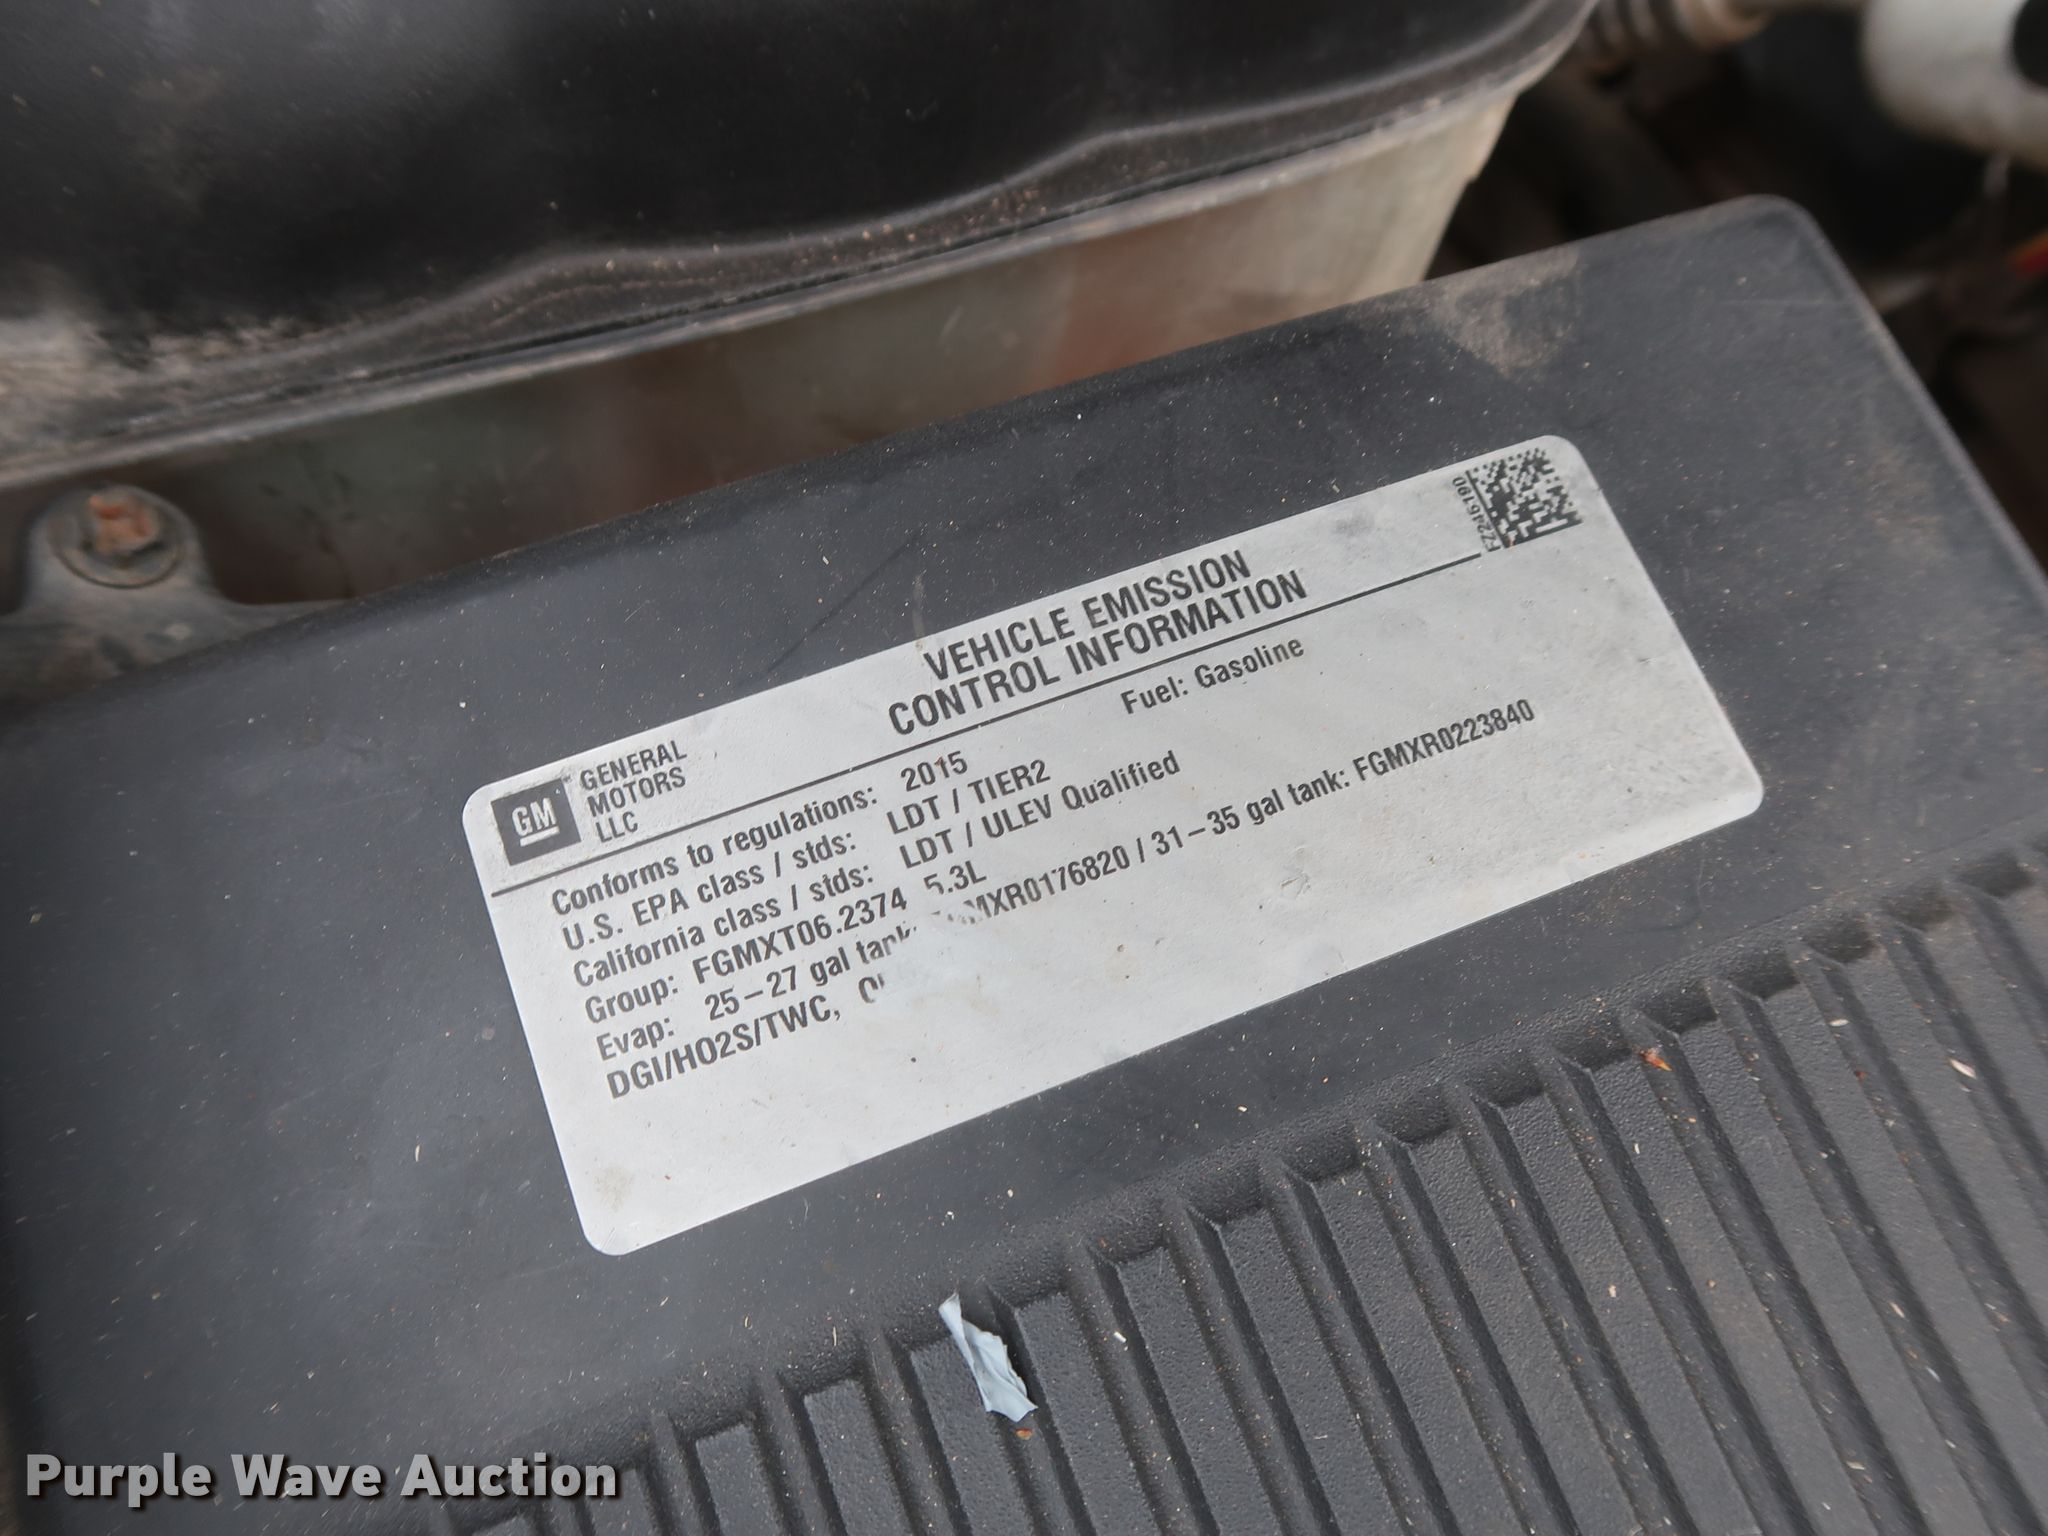 GM
GENERAL
MOTORS
LLC
VEHICLE EMISSION
CONTROL INFORMATION
FZ246190
Conforms to regulations: 2015 Fuel: Gasoline
U.S. EPA class / stds: LDT / TIER2
California class / stds: LDT / ULEV Qualified
Group: FGMXT06.2374 5.3L
Evap: 25–27 gal tank: / 31–35 gal tank: FGMXR0223840
DGI/HO2S/TWC,
Purple Wave Auction